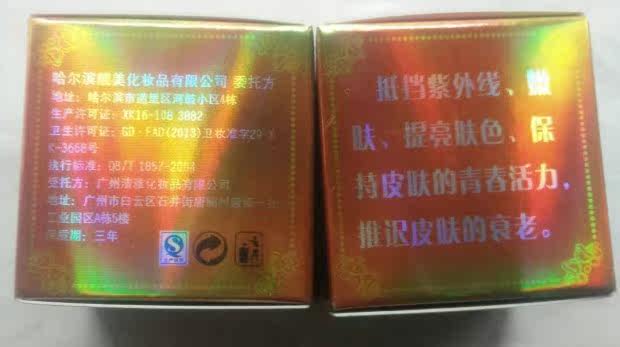 哈尔滨靓美化妆品有限公司 委托方
地址：哈尔滨市道里区河鼓小区4栋
生产许可证：XK16-108 3882
卫生许可证：GD·FAD(2013)卫妆准字29-X
K-3668号
执行标准：QB/T 1857-2004
受托方：广州洁雅化妆品有限公司
地址：广州市白云区石井街
工业园区A栋5楼
保质期：三年
抵挡紫外线、嫩
肤、提亮肤色、保
持皮肤的青春活力，
推迟皮肤的衰老。